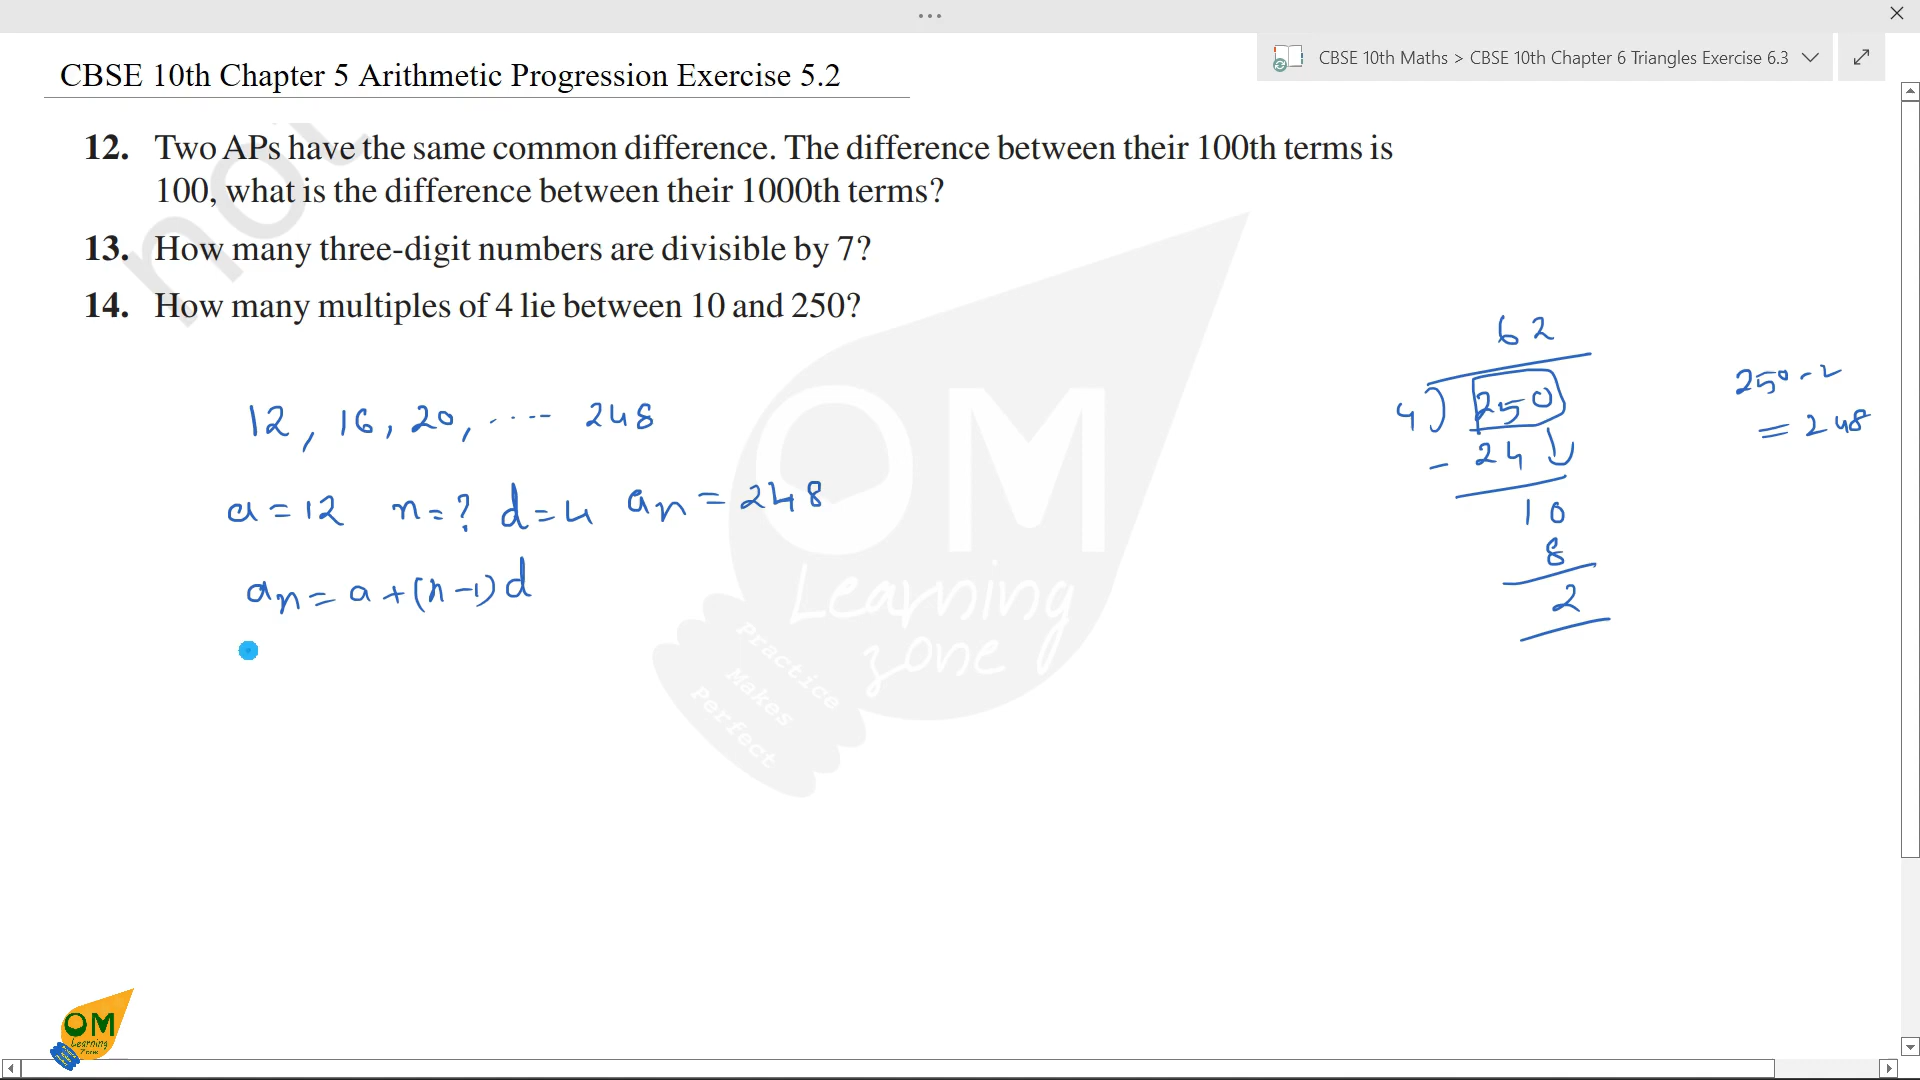 CBSE 10th Maths > CBSE 10th Chapter 6 Triangles Exercise 6.3
CBSE 10th Chapter 5 Arithmetic Progression Exercise 5.2
12. Two APs have the same common difference. The difference between their 100th terms is
100, what is the difference between their 1000th terms?
13. How many three-digit numbers are divisible by 7?
14. How many multiples of 4 lie between 10 and 250?
12, 16, 20, ..... 248
a = 12 n = ? d = 4 an = 248
an = a + (n - 1) d
62
4) 250
- 24
10
8
2
250 - 2
= 248
not
OM
Learning
zone
Practice
Makes
Perfect
OM
Learning
Zone